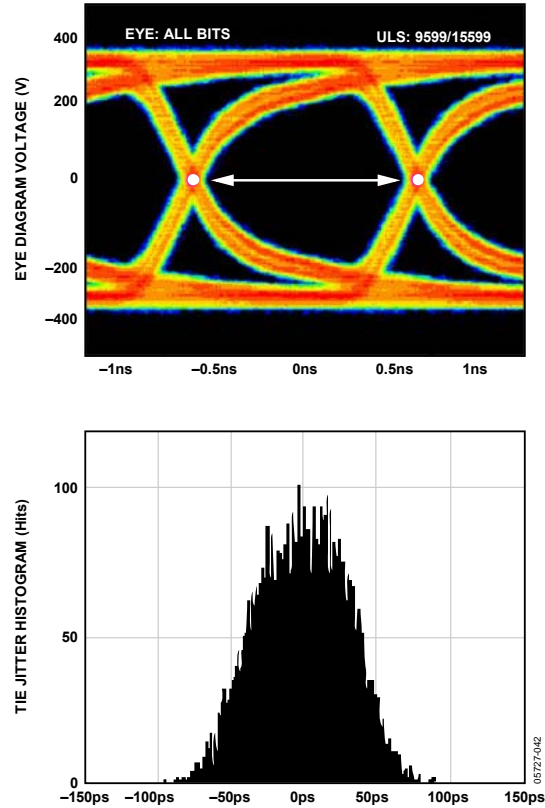 EYE: ALL BITS
ULS: 9599/15599
EYE DIAGRAM VOLTAGE (V)
400
200
0
–200
–400
–1ns –0.5ns 0ns 0.5ns 1ns
TIE JITTER HISTOGRAM (Hits)
100
50
0
–150ps –100ps –50ps 0ps 50ps 100ps 150ps
05727-042